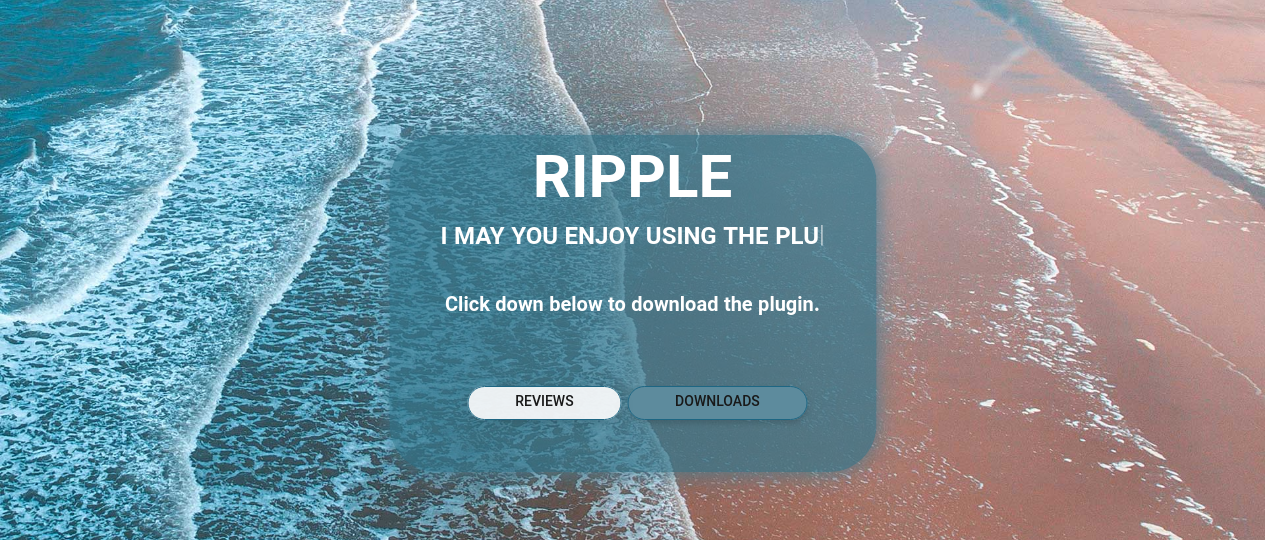 RIPPLE
I MAY YOU ENJOY USING THE PLU
Click down below to download the plugin.
REVIEWS
DOWNLOADS